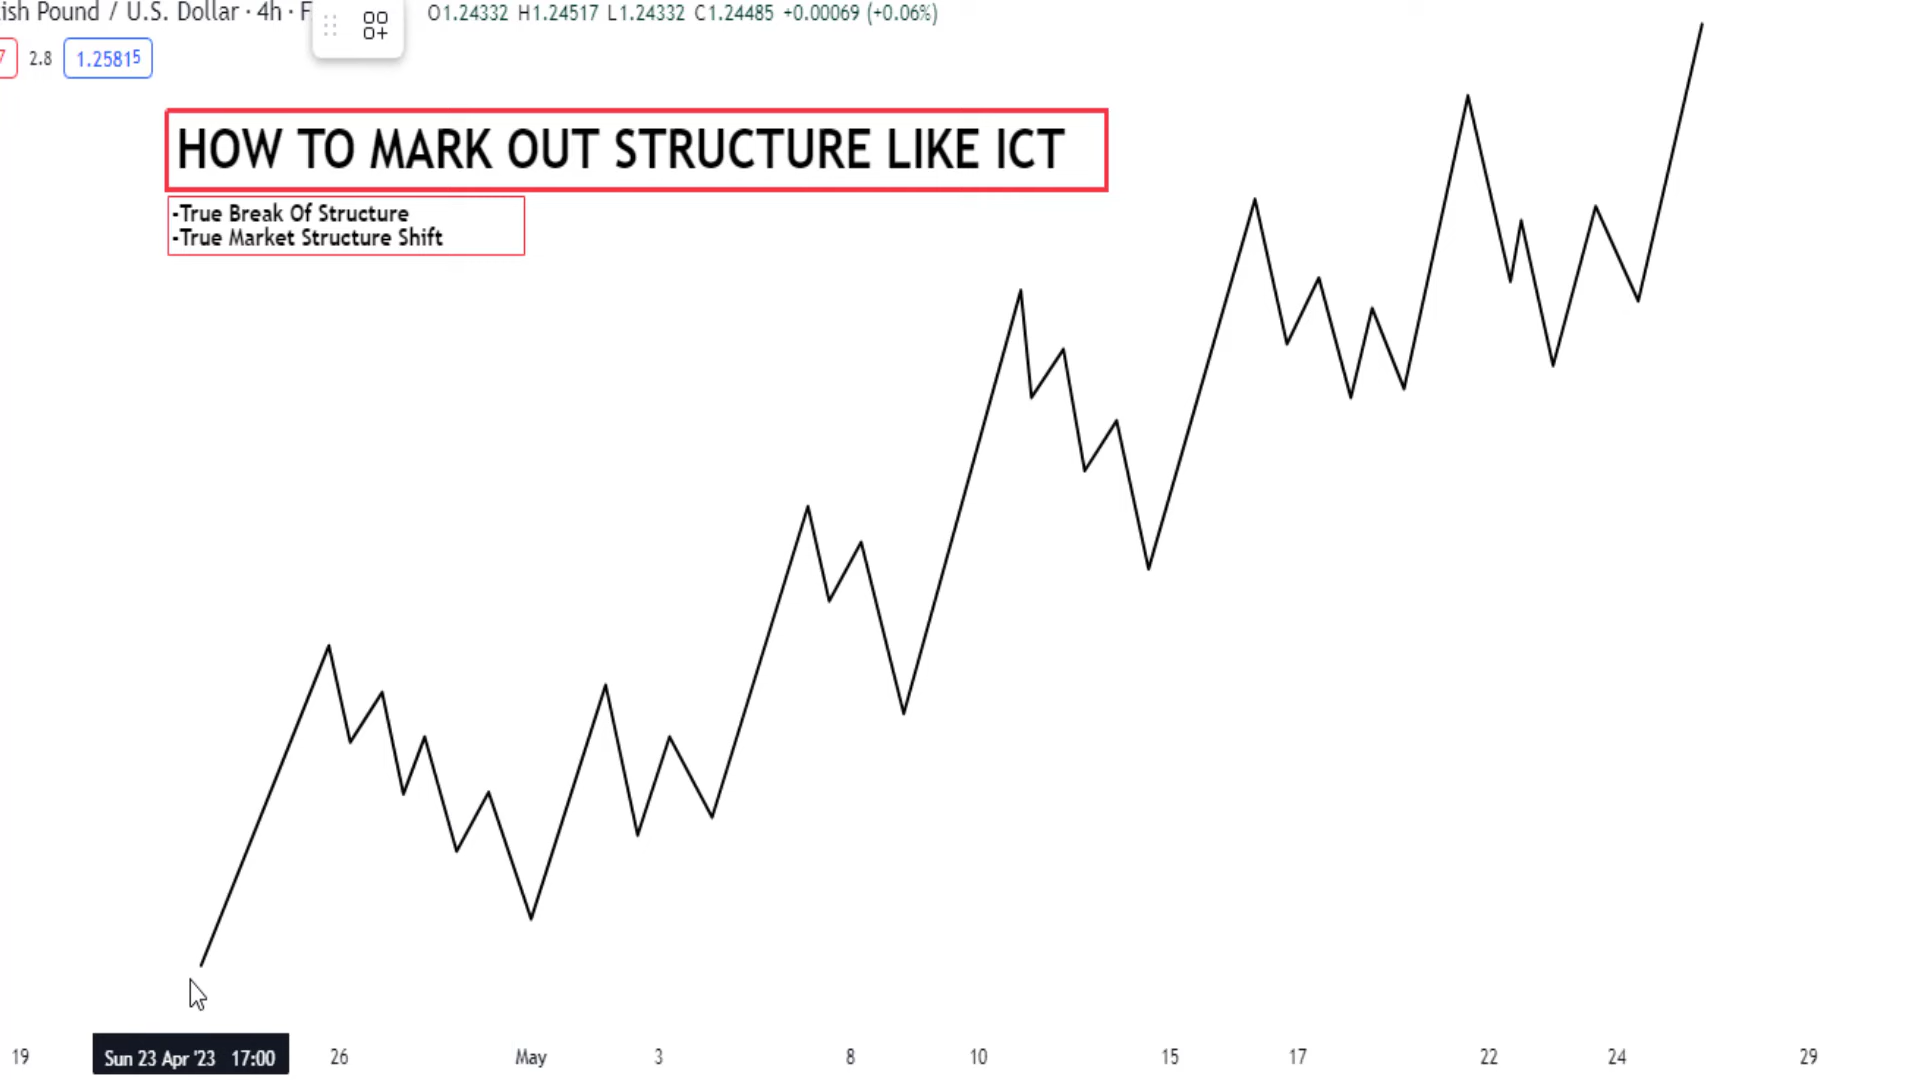 ish Pound / U.S. Dollar · 4h · F
O1.24332 H1.24517 L1.24332 C1.24485 +0.00069 (+0.06%)
7 2.8 1.25815
HOW TO MARK OUT STRUCTURE LIKE ICT
-True Break Of Structure
-True Market Structure Shift
19 Sun 23 Apr '23 17:00 26 May 3 8 10 15 17 22 24 29